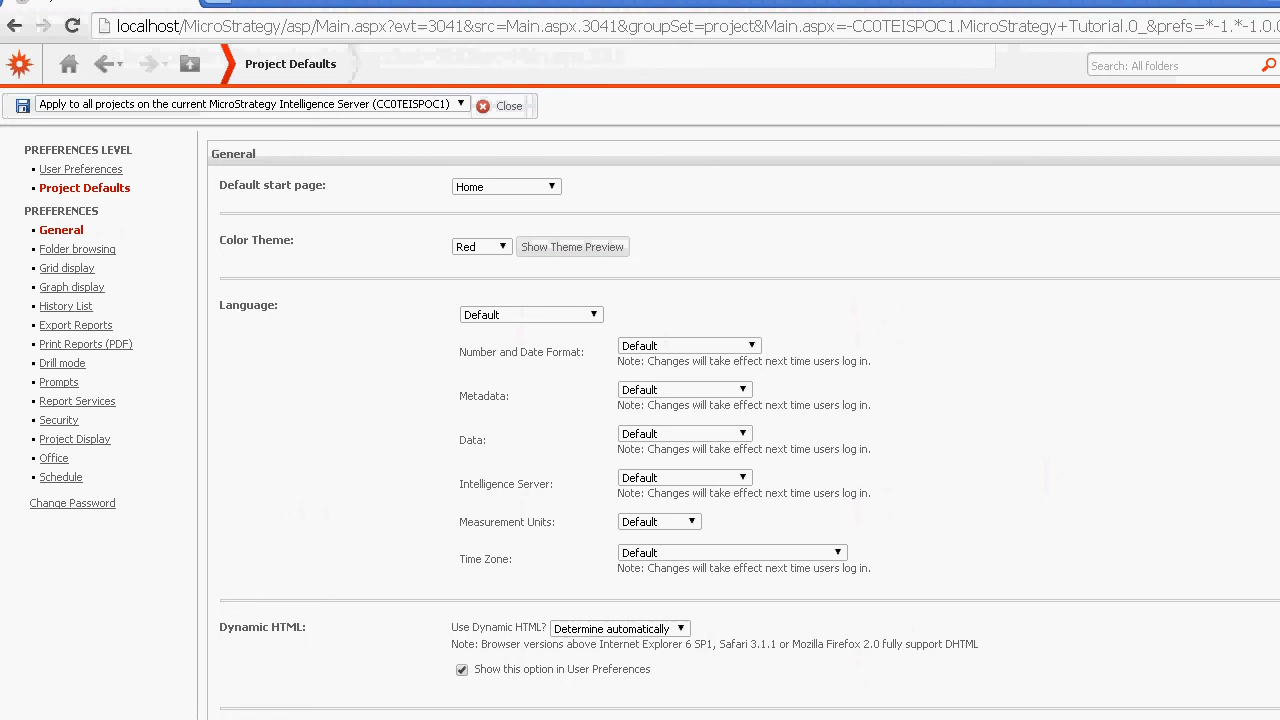 localhost/MicroStrategy/asp/Main.aspx?evt=3041&src=Main.aspx.3041&groupSet=project&Main.aspx=-CC0TEISPOC1.MicroStrategy+Tutorial.0_&prefs=*-1.*-1.0.0
Project Defaults
Search: All folders
Apply to all projects on the current MicroStrategy Intelligence Server (CC0TEISPOC1)
Close
PREFERENCES LEVEL
User Preferences
Project Defaults
PREFERENCES
General
Folder browsing
Grid display
Graph display
History List
Export Reports
Print Reports (PDF)
Drill mode
Prompts
Report Services
Security
Project Display
Office
Schedule
Change Password
General
Default start page: Home
Color Theme: Red Show Theme Preview
Language: Default
Number and Date Format: Default
Note: Changes will take effect next time users log in.
Metadata: Default
Note: Changes will take effect next time users log in.
Data: Default
Note: Changes will take effect next time users log in.
Intelligence Server: Default
Note: Changes will take effect next time users log in.
Measurement Units: Default
Time Zone: Default
Note: Changes will take effect next time users log in.
Dynamic HTML: Use Dynamic HTML? Determine automatically
Note: Browser versions above Internet Explorer 6 SP1, Safari 3.1.1 or Mozilla Firefox 2.0 fully support DHTML
Show this option in User Preferences